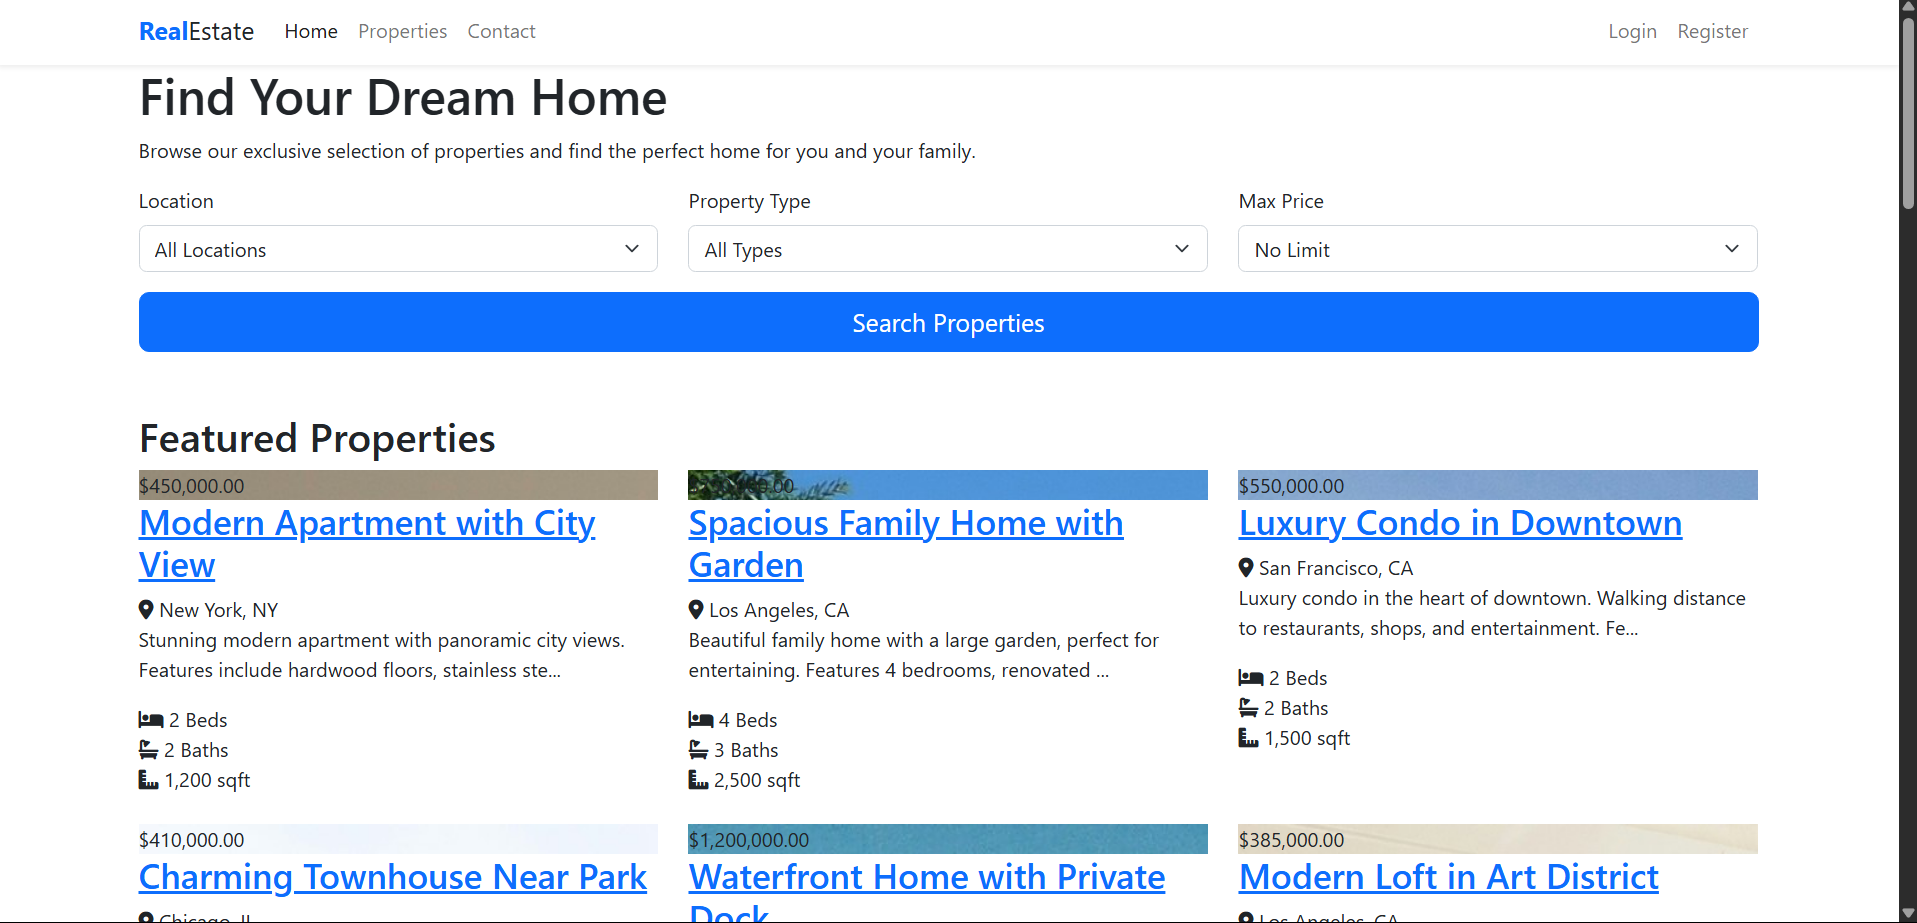 RealEstate Home Properties Contact Login Register
Find Your Dream Home
Browse our exclusive selection of properties and find the perfect home for you and your family.
Location Property Type Max Price
All Locations All Types No Limit
Search Properties
Featured Properties
$450,000.00
Modern Apartment with City
View
New York, NY
Stunning modern apartment with panoramic city views.
Features include hardwood floors, stainless ste...
2 Beds
2 Baths
1,200 sqft
Spacious Family Home with
Garden
Los Angeles, CA
Beautiful family home with a large garden, perfect for
entertaining. Features 4 bedrooms, renovated ...
4 Beds
3 Baths
2,500 sqft
$550,000.00
Luxury Condo in Downtown
San Francisco, CA
Luxury condo in the heart of downtown. Walking distance
to restaurants, shops, and entertainment. Fe...
2 Beds
2 Baths
1,500 sqft
$410,000.00
Charming Townhouse Near Park
Chicago, IL
$1,200,000.00
Waterfront Home with Private
Dock
$385,000.00
Modern Loft in Art District
Los Angeles, CA